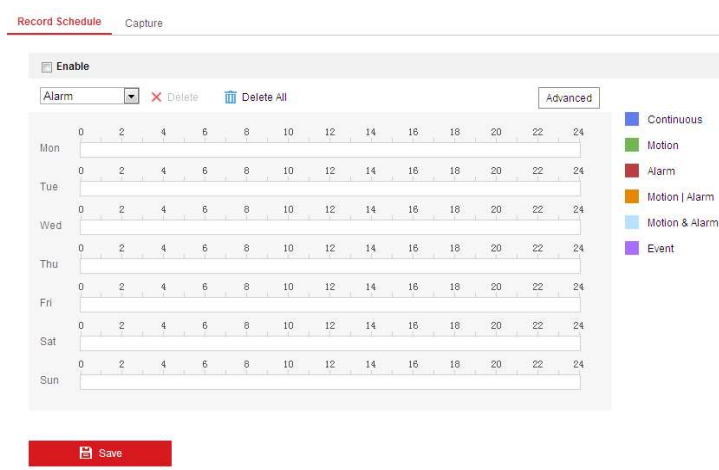 Record Schedule Capture
Enable
Alarm Delete Delete All Advanced
Continuous
Motion
Alarm
Motion | Alarm
Motion & Alarm
Event
0 2 4 6 8 10 12 14 16 18 20 22 24
Mon
0 2 4 6 8 10 12 14 16 18 20 22 24
Tue
0 2 4 6 8 10 12 14 16 18 20 22 24
Wed
0 2 4 6 8 10 12 14 16 18 20 22 24
Thu
0 2 4 6 8 10 12 14 16 18 20 22 24
Fri
0 2 4 6 8 10 12 14 16 18 20 22 24
Sat
0 2 4 6 8 10 12 14 16 18 20 22 24
Sun
Save